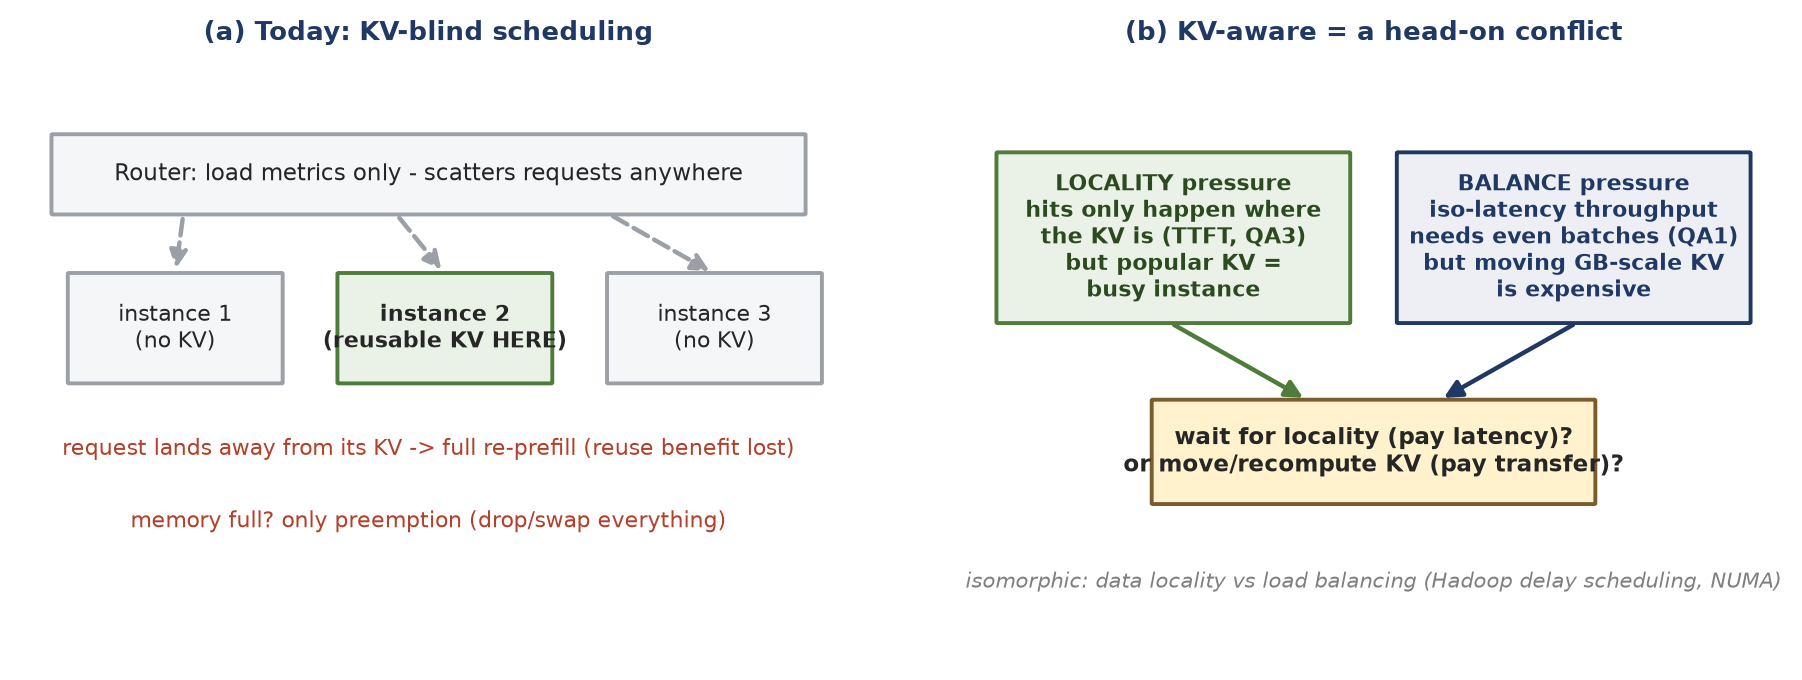 (a) Today: KV-blind scheduling
Router: load metrics only - scatters requests anywhere
instance 1
(no KV)
instance 2
(reusable KV HERE)
instance 3
(no KV)
request lands away from its KV -> full re-prefill (reuse benefit lost)
memory full? only preemption (drop/swap everything)
(b) KV-aware = a head-on conflict
LOCALITY pressure
hits only happen where
the KV is (TTFT, QA3)
but popular KV =
busy instance
BALANCE pressure
iso-latency throughput
needs even batches (QA1)
but moving GB-scale KV
is expensive
wait for locality (pay latency)?
or move/recompute KV (pay transfer)?
isomorphic: data locality vs load balancing (Hadoop delay scheduling, NUMA)